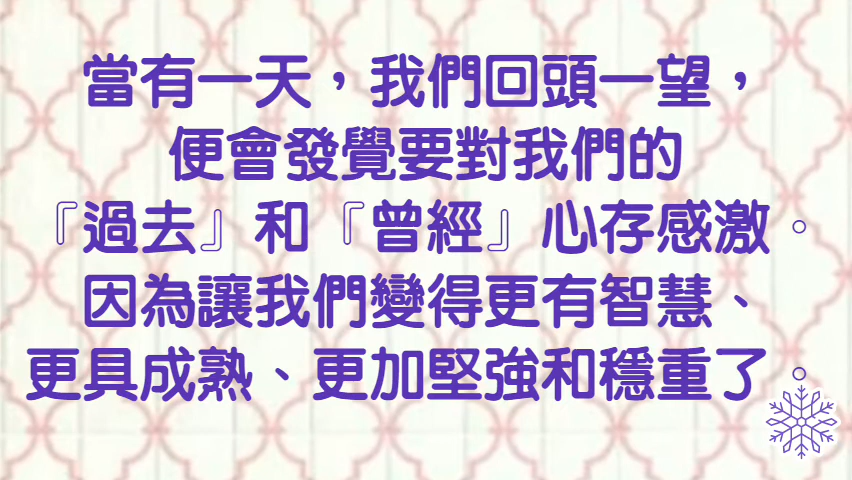 當有一天，我們回頭一望，
便會發覺要對我們的
『過去』和『曾經』心存感激。
因為讓我們變得更有智慧、
更具成熟、更加堅強和穩重了。